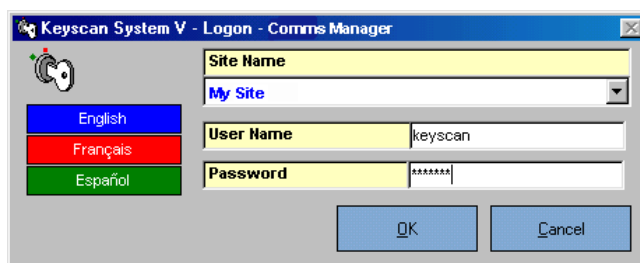 Keyscan System V - Logon - Comms Manager
Site Name
My Site
English
Français
Español
User Name
keyscan
Password
*******
OK
Cancel